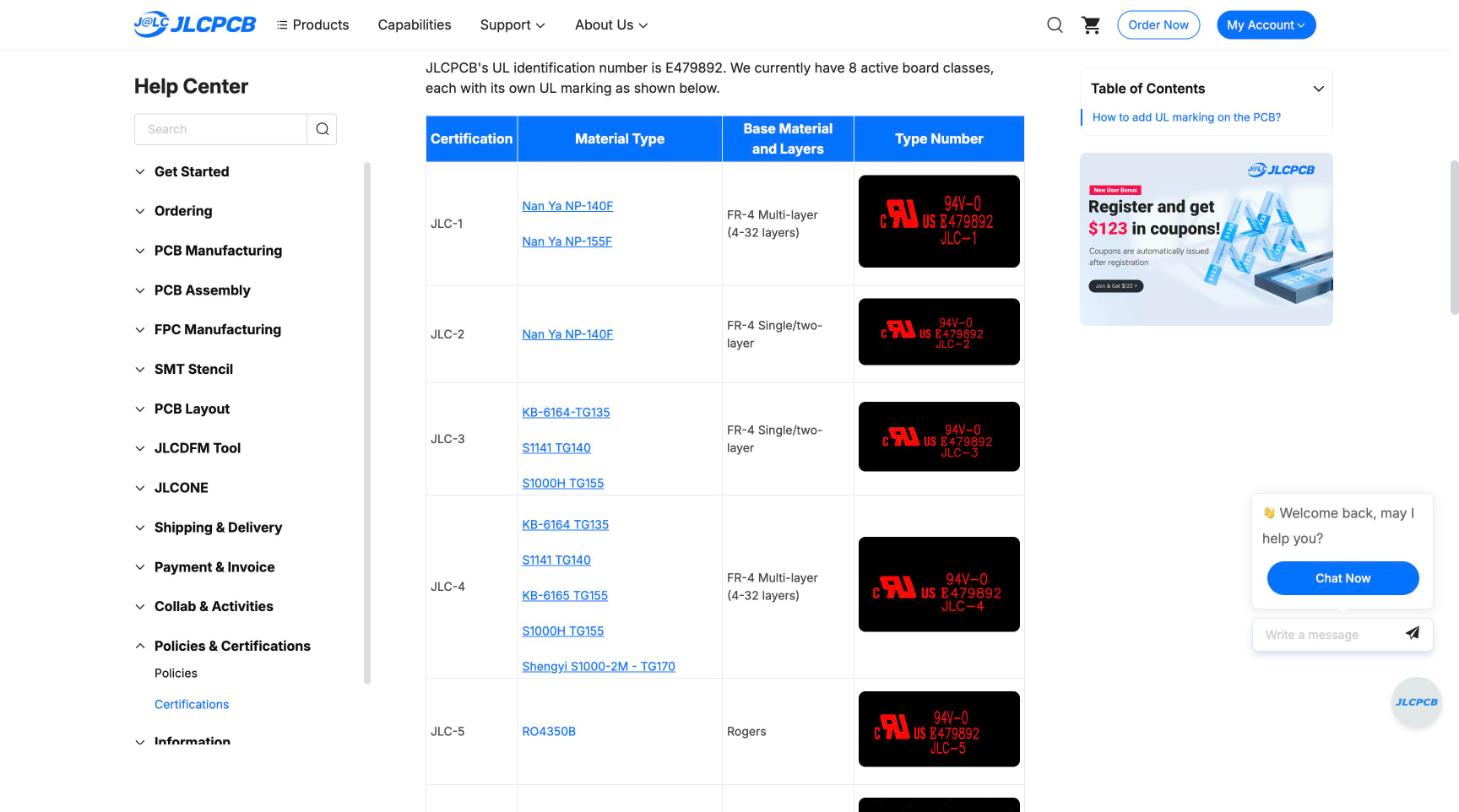 J@LC JLCPCB
Products
Capabilities
Support
About Us
Order Now
My Account
Help Center
Search
Get Started
Ordering
PCB Manufacturing
PCB Assembly
FPC Manufacturing
SMT Stencil
PCB Layout
JLCDFM Tool
JLCONE
Shipping & Delivery
Payment & Invoice
Collab & Activities
Policies & Certifications
Policies
Certifications
Information
JLCPCB's UL identification number is E479892. We currently have 8 active board classes,
each with its own UL marking as shown below.
Certification
Material Type
Base Material
and Layers
Type Number
JLC-1
Nan Ya NP-140F
Nan Ya NP-155F
FR-4 Multi-layer
(4-32 layers)
94V-0
C RU US E479892
JLC-1
JLC-2
Nan Ya NP-140F
FR-4 Single/two-
layer
94V-0
C RU US E479892
JLC-2
JLC-3
KB-6164-TG135
S1141 TG140
S1000H TG155
FR-4 Single/two-
layer
94V-0
C RU US E479892
JLC-3
JLC-4
KB-6164 TG135
S1141 TG140
KB-6165 TG155
S1000H TG155
Shengyi S1000-2M - TG170
FR-4 Multi-layer
(4-32 layers)
94V-0
C RU US E479892
JLC-4
JLC-5
RO4350B
Rogers
94V-0
C RU US E479892
JLC-5
Table of Contents
How to add UL marking on the PCB?
J@LC JLCPCB
New User Bonus
Register and get
$123 in coupons!
Coupons are automatically issued
after registration
Join & Get $123 >
👋 Welcome back, may I
help you?
Chat Now
Write a message
JLCPCB